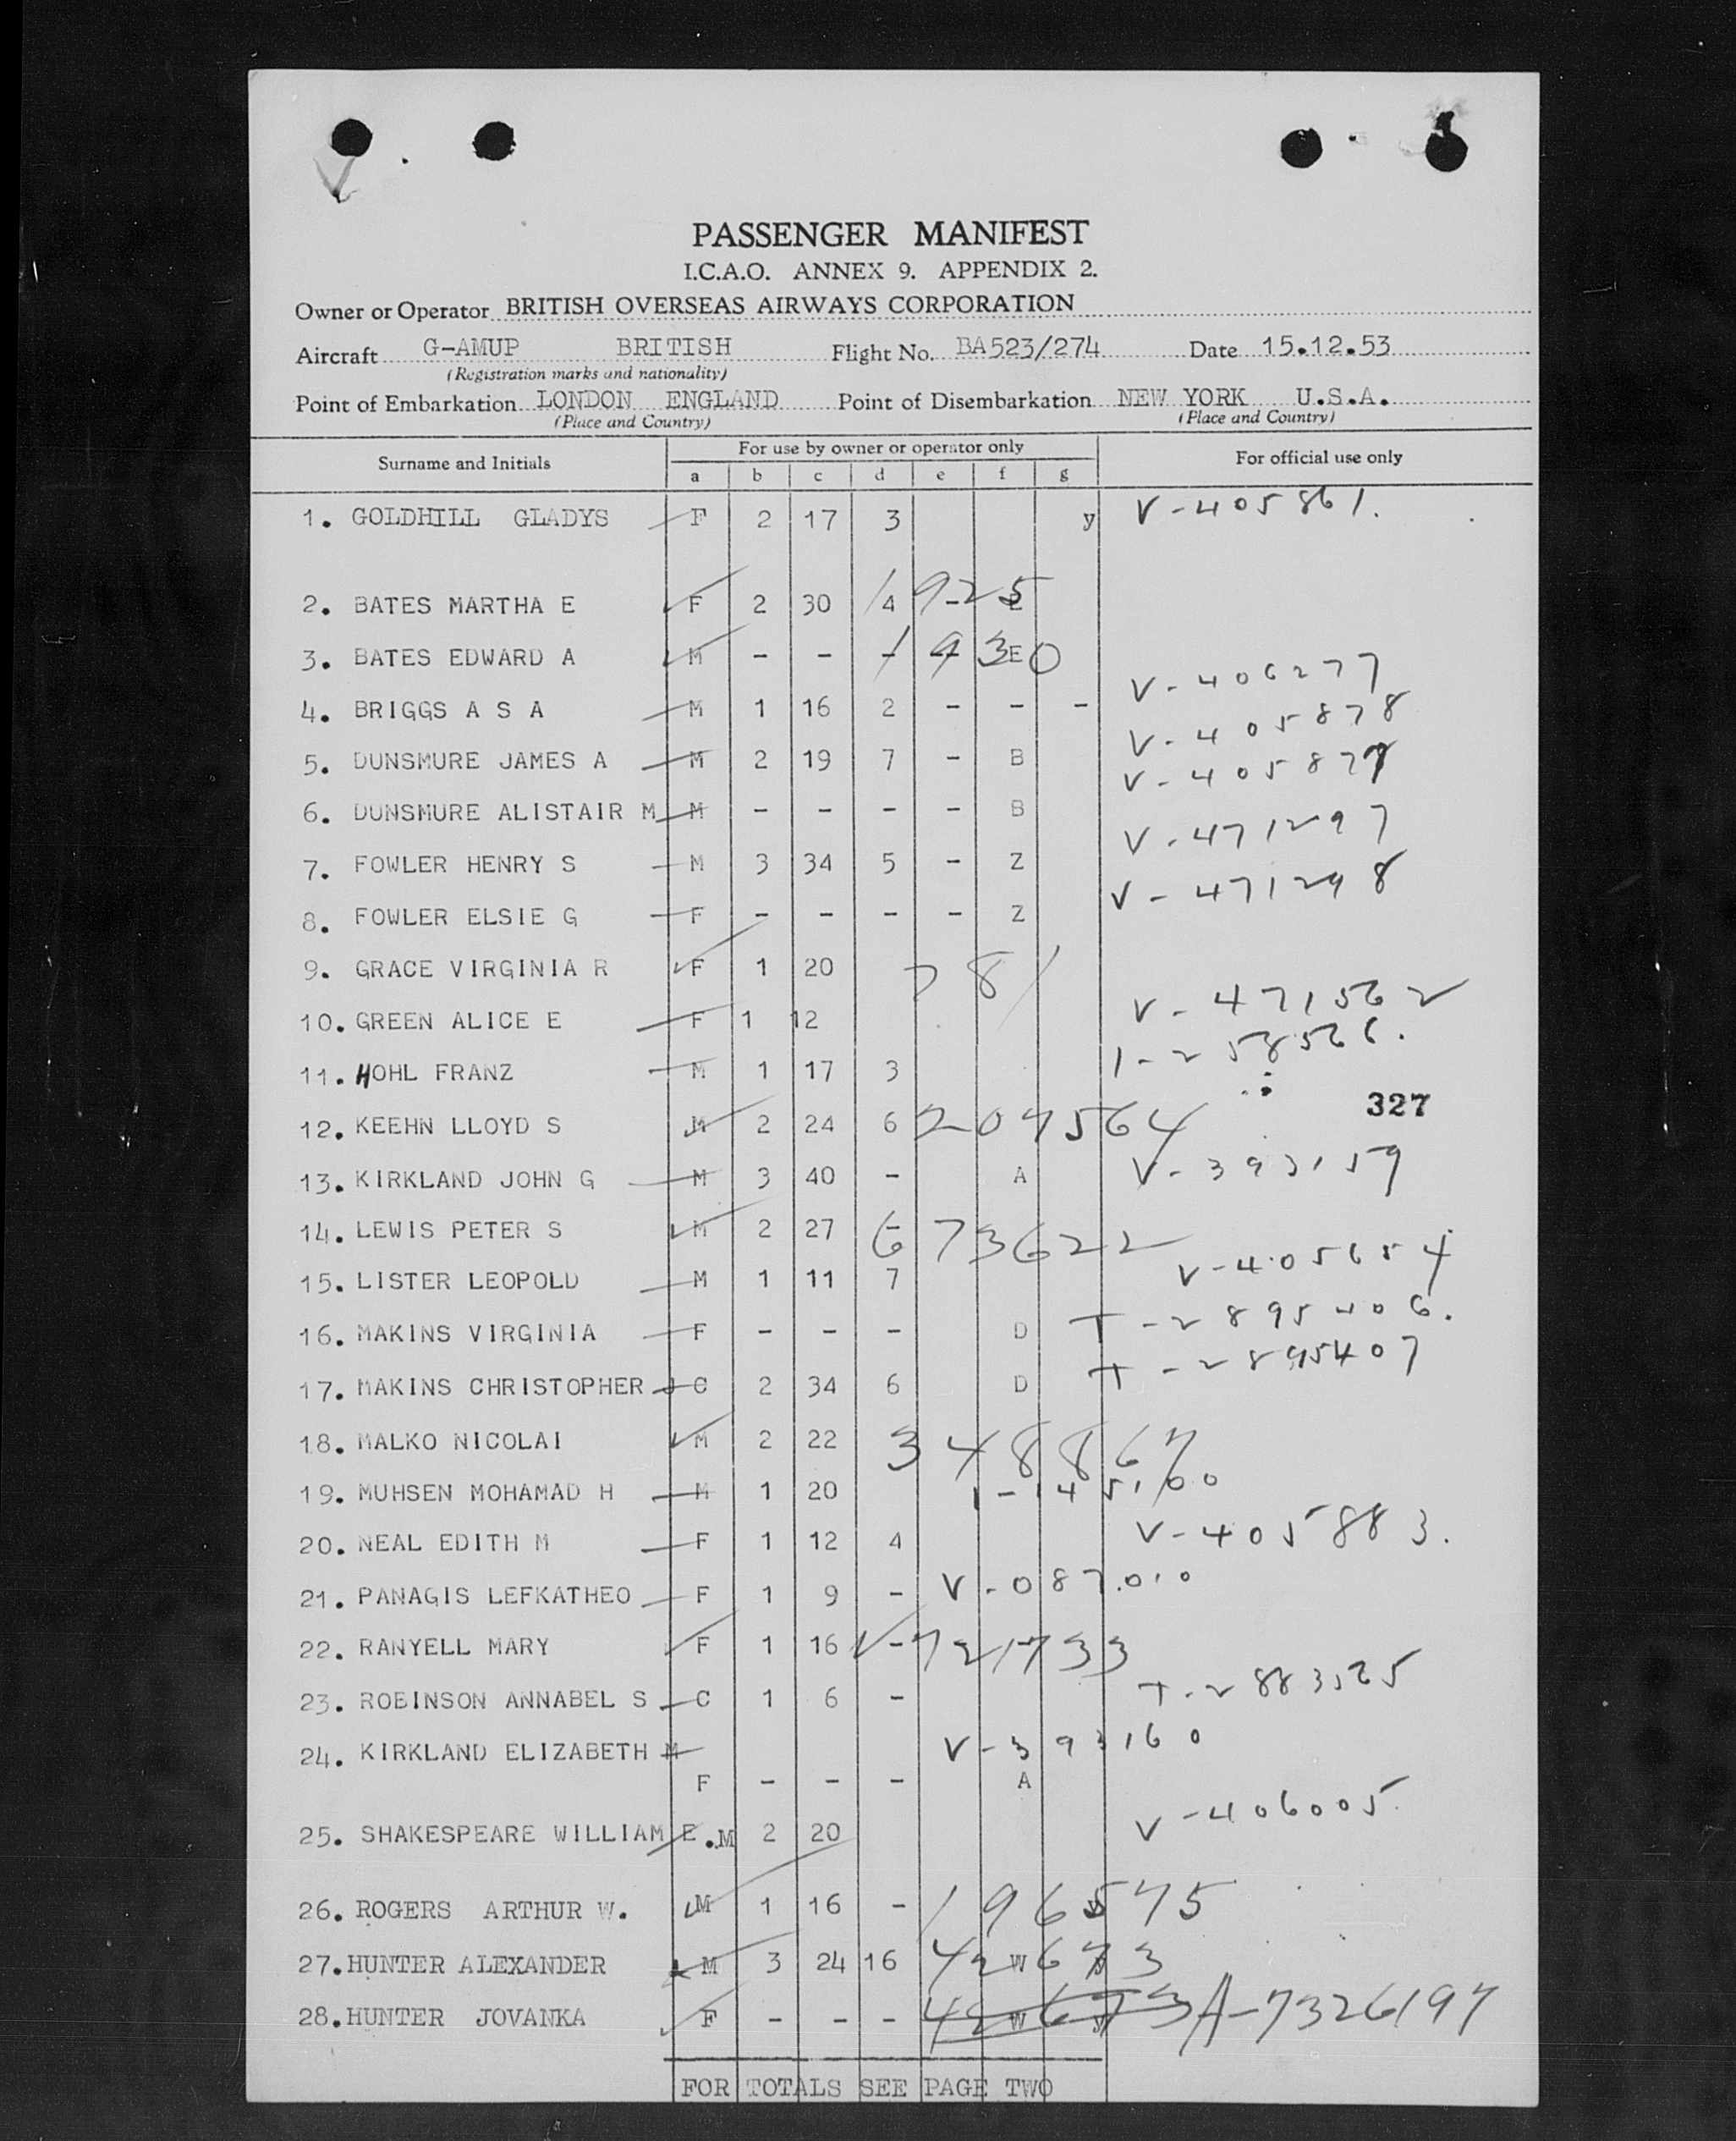 PASSENGER MANIFEST
I.C.A.O. ANNEX 9. APPENDIX 2.
Owner or Operator BRITISH OVERSEAS AIRWAYS CORPORATION
Aircraft G-AMUP BRITISH Flight No. BA523/274 Date 15.12.53
(Registration marks and nationality)
Point of Embarkation LONDON ENGLAND Point of Disembarkation NEW YORK U.S.A.
(Place and Country) (Place and Country)
Surname and Initials For use by owner or operator only For official use only
a b c d e f g
1. GOLDHILL GLADYS F 2 17 3 y V-405861.
2. BATES MARTHA E F 2 30 4 - E 1925
3. BATES EDWARD A M - - - - E 1930
4. BRIGGS A S A M 1 16 2 - - - V-406277
5. DUNSMURE JAMES A M 2 19 7 - B V-405878
6. DUNSMURE ALISTAIR M M - - - - B V-405877
7. FOWLER HENRY S M 3 34 5 - Z V-471297
8. FOWLER ELSIE G F - - - - Z V-471298
9. GRACE VIRGINIA R F 1 20 781
10. GREEN ALICE E F 1 12 V-471562
11. HOHL FRANZ M 1 17 3 1-258566.
327
12. KEEHN LLOYD S M 2 24 6 207564
13. KIRKLAND JOHN G M 3 40 - A V-393159
14. LEWIS PETER S M 2 27 - 673622
15. LISTER LEOPOLD M 1 11 7 V-405654
16. MAKINS VIRGINIA F - - - D T-2895406.
17. MAKINS CHRISTOPHER C 2 34 6 D T-2895407
18. MALKO NICOLAI M 2 22 348867
19. MUHSEN MOHAMAD H M 1 20 1-145100
20. NEAL EDITH M F 1 12 4 V-405883.
21. PANAGIS LEFKATHEO F 1 9 - V-087010
22. RANYELL MARY F 1 16 - V-721733
23. ROBINSON ANNABEL S C 1 6 - T-2883525
24. KIRKLAND ELIZABETH M V-393160
F - - - A
25. SHAKESPEARE WILLIAM E.M 2 20 V-406005
26. ROGERS ARTHUR W. M 1 16 - 196575
27. HUNTER ALEXANDER M 3 24 16 W 42673
28. HUNTER JOVANKA F - - - W y 42673 A-7326197
FOR TOTALS SEE PAGE TWO